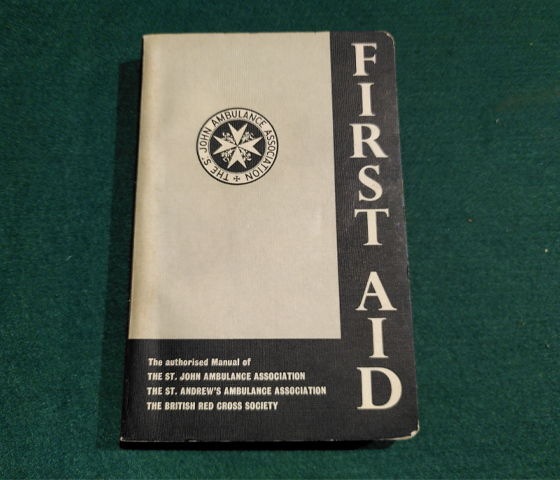 FIRST AID
THE ST. JOHN AMBULANCE ASSOCIATION
The authorised Manual of
THE ST. JOHN AMBULANCE ASSOCIATION
THE ST. ANDREW'S AMBULANCE ASSOCIATION
THE BRITISH RED CROSS SOCIETY